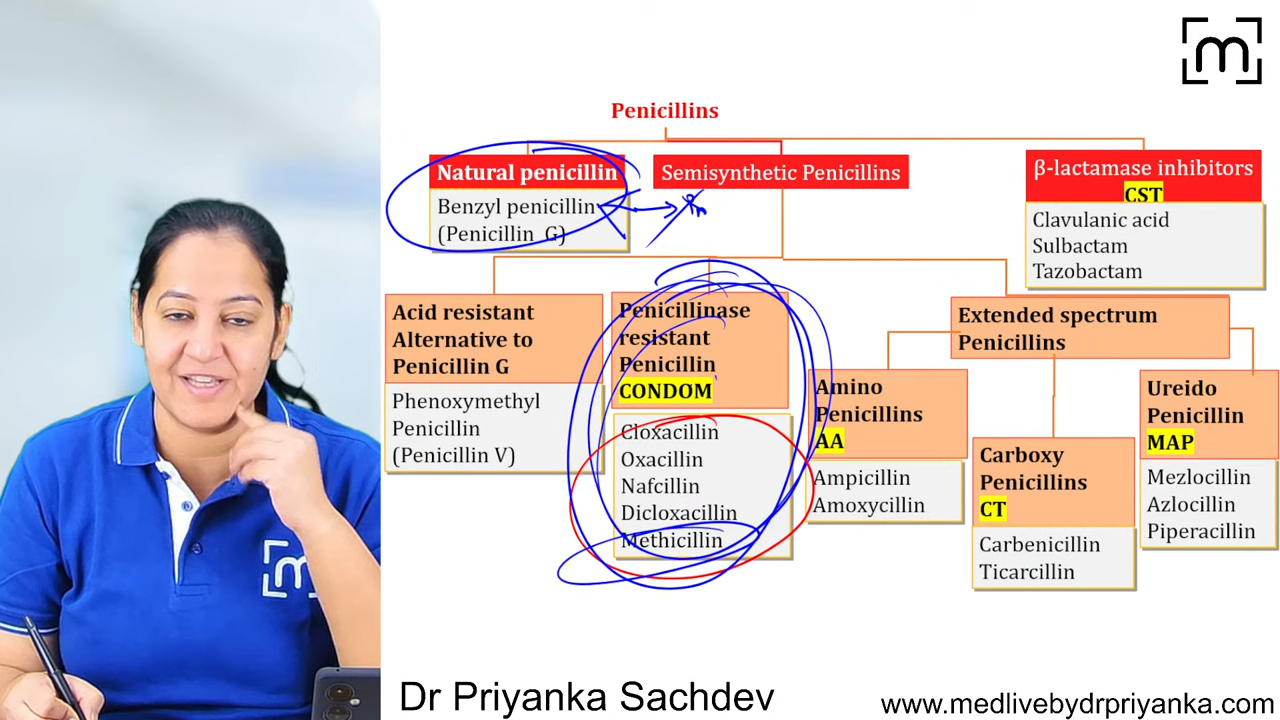 m
Penicillins
Natural penicillin
Benzyl penicillin
(Penicillin G)
Semisynthetic Penicillins
β-lactamase inhibitors
CST
Clavulanic acid
Sulbactam
Tazobactam
Acid resistant
Alternative to
Penicillin G
Phenoxymethyl
Penicillin
(Penicillin V)
Penicillinase
resistant
Penicillin
CONDOM
Cloxacillin
Oxacillin
Nafcillin
Dicloxacillin
Methicillin
Extended spectrum
Penicillins
Amino
Penicillins
AA
Ampicillin
Amoxycillin
Carboxy
Penicillins
CT
Carbenicillin
Ticarcillin
Ureido
Penicillin
MAP
Mezlocillin
Azlocillin
Piperacillin
m
Dr Priyanka Sachdev
www.medlivebydrpriyanka.com